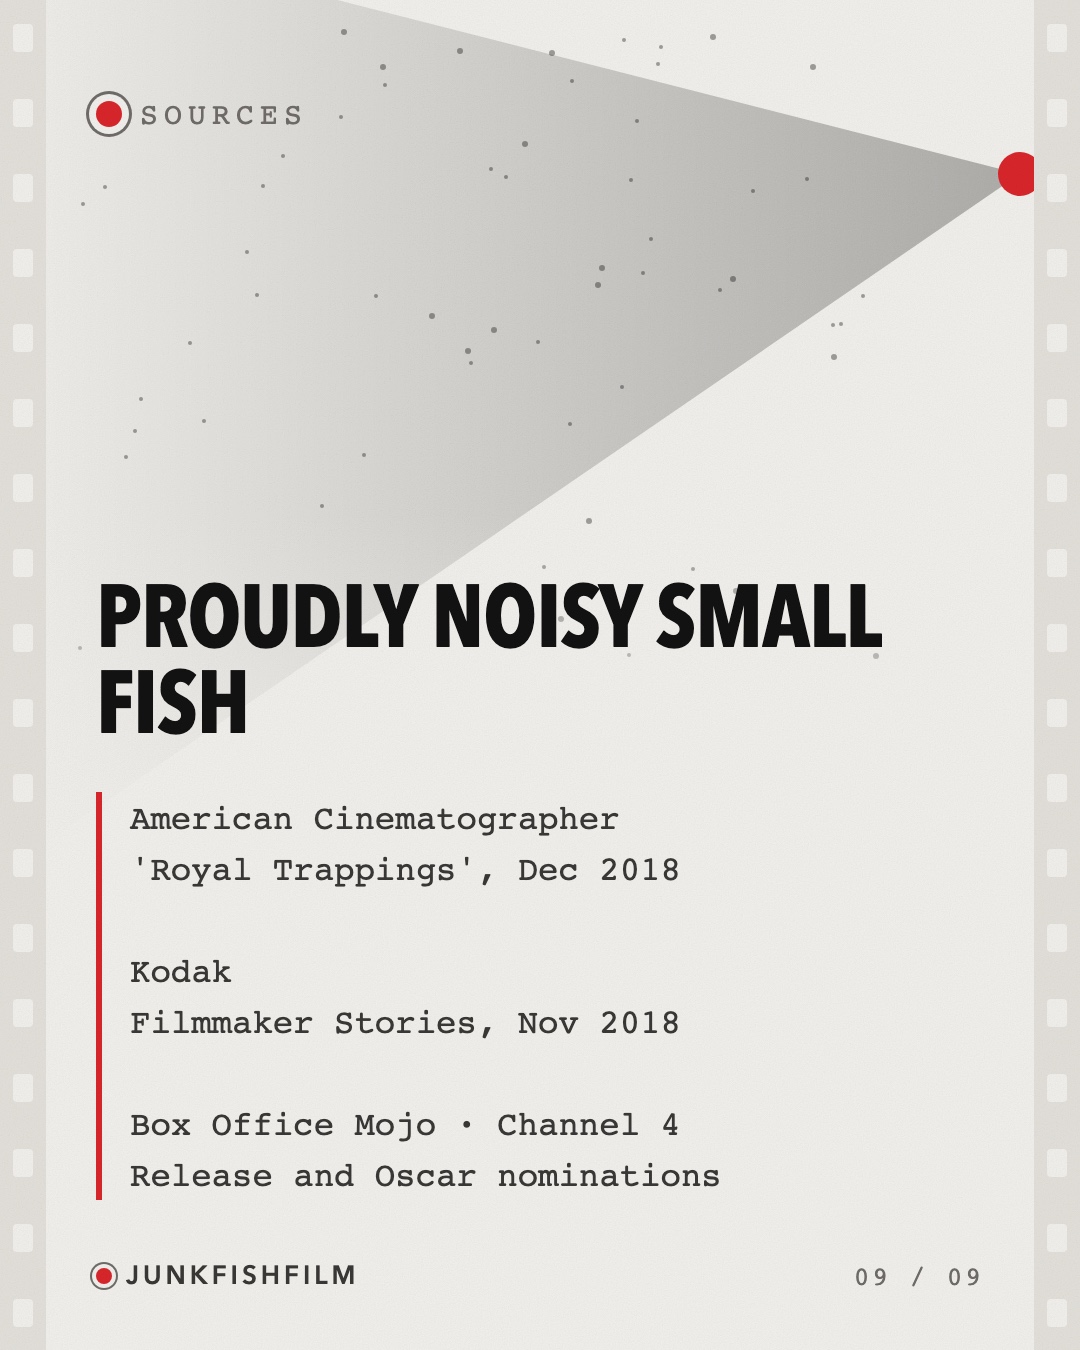 SOURCES
PROUDLY NOISY SMALL
FISH
American Cinematographer
'Royal Trappings', Dec 2018
Kodak
Filmmaker Stories, Nov 2018
Box Office Mojo · Channel 4
Release and Oscar nominations
JUNKFISHFILM
09 / 09